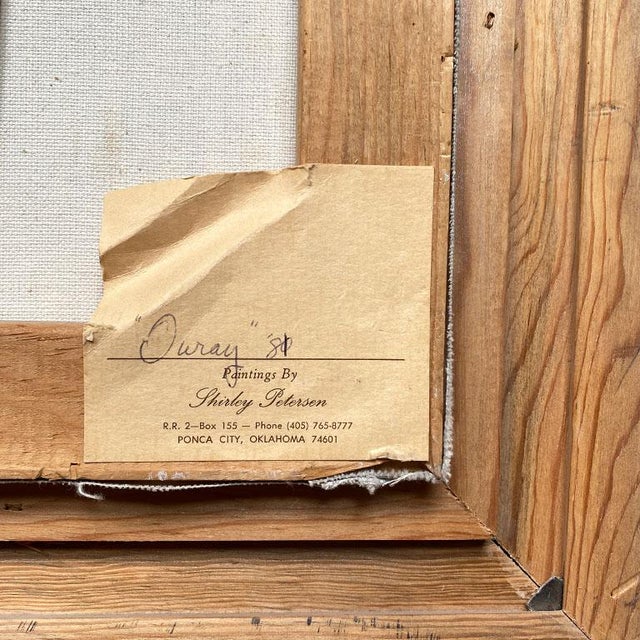 "Ouray" '81
Paintings By
Shirley Petersen
R.R. 2—Box 155 — Phone (405) 765-8777
PONCA CITY, OKLAHOMA 74601